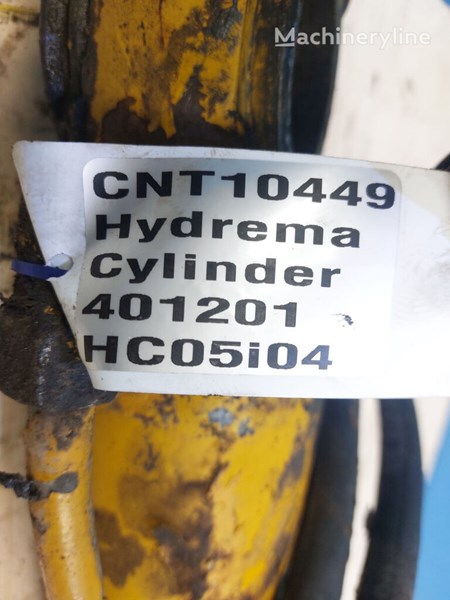 Machineryline
CNT10449
Hydrema
Cylinder
401201
HC05i04